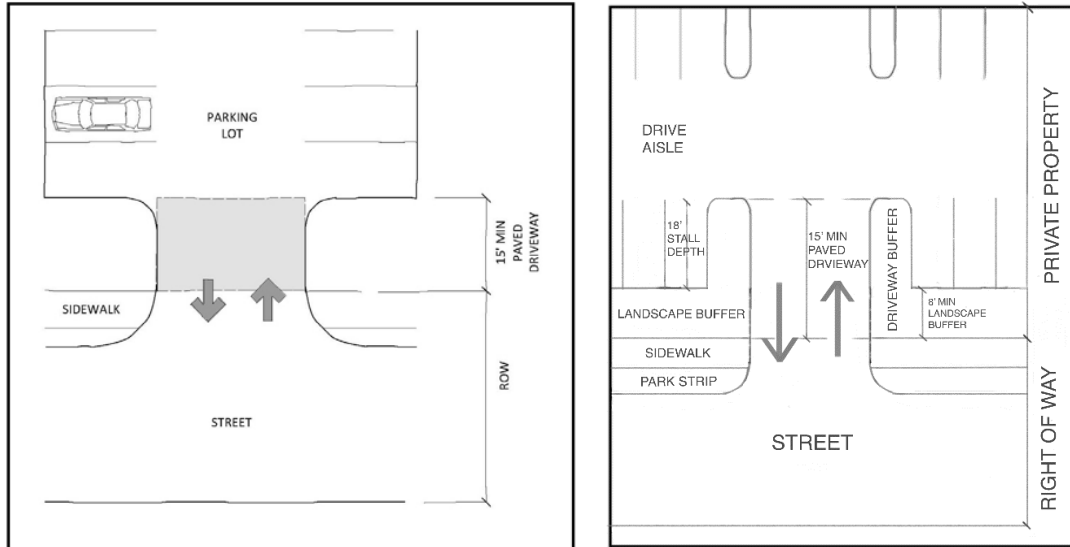 PARKING
LOT
15' MIN
PAVED
DRIVEWAY
SIDEWALK
ROW
STREET
DRIVE
AISLE
18'
STALL
DEPTH
15' MIN
PAVED
DRVIEWAY
DRIVEWAY BUFFER
PRIVATE PROPERTY
LANDSCAPE BUFFER
8' MIN
LANDSCAPE
BUFFER
SIDEWALK
PARK STRIP
STREET
RIGHT OF WAY